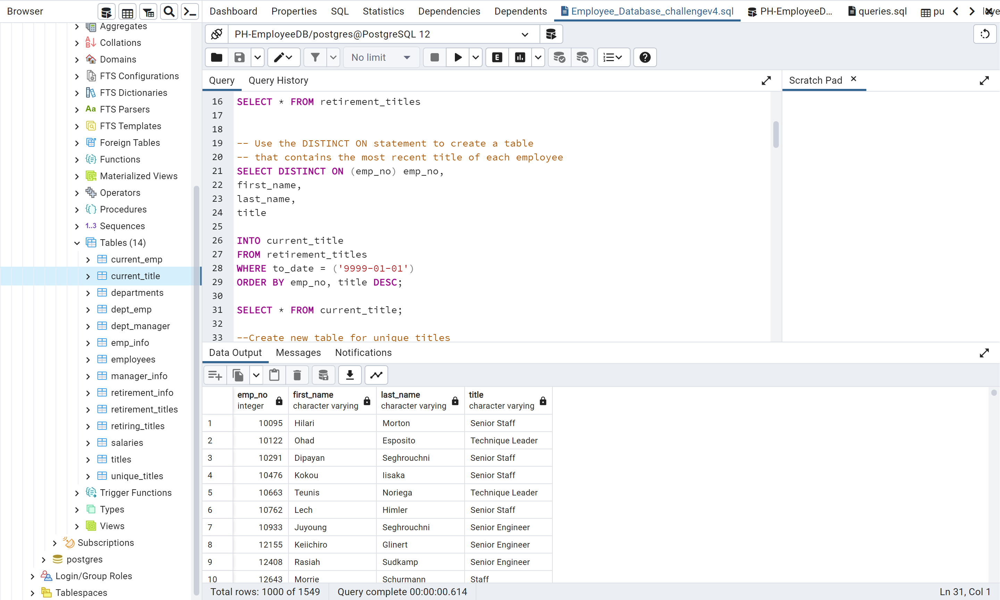 Browser
Dashboard Properties SQL Statistics Dependencies Dependents Employee_Database_challengev4.sql PH-EmployeeD... queries.sql pu
Aggregates
Collations
Domains
FTS Configurations
FTS Dictionaries
Aa FTS Parsers
FTS Templates
Foreign Tables
Functions
Materialized Views
Operators
Procedures
1..3 Sequences
Tables (14)
current_emp
current_title
departments
dept_emp
dept_manager
emp_info
employees
manager_info
retirement_info
retirement_titles
retiring_titles
salaries
titles
unique_titles
Trigger Functions
Types
Views
Subscriptions
postgres
Login/Group Roles
Tablespaces
PH-EmployeeDB/postgres@PostgreSQL 12
No limit
E
Query Query History
Scratch Pad
16 SELECT * FROM retirement_titles
17
18
19 -- Use the DISTINCT ON statement to create a table
20 -- that contains the most recent title of each employee
21 SELECT DISTINCT ON (emp_no) emp_no,
22 first_name,
23 last_name,
24 title
25
26 INTO current_title
27 FROM retirement_titles
28 WHERE to_date = ('9999-01-01')
29 ORDER BY emp_no, title DESC;
30
31 SELECT * FROM current_title;
32
33 --Create new table for unique titles
Data Output Messages Notifications
emp_no first_name last_name title
integer character varying character varying character varying
1 10095 Hilari Morton Senior Staff
2 10122 Ohad Esposito Technique Leader
3 10291 Dipayan Seghrouchni Senior Staff
4 10476 Kokou Iisaka Senior Staff
5 10663 Teunis Noriega Technique Leader
6 10762 Lech Himler Senior Staff
7 10933 Juyoung Seghrouchni Senior Engineer
8 12155 Keiichiro Glinert Senior Engineer
9 12408 Rasiah Sudkamp Senior Engineer
10 12643 Morrie Schurmann Staff
Total rows: 1000 of 1549 Query complete 00:00:00.614 Ln 31, Col 1